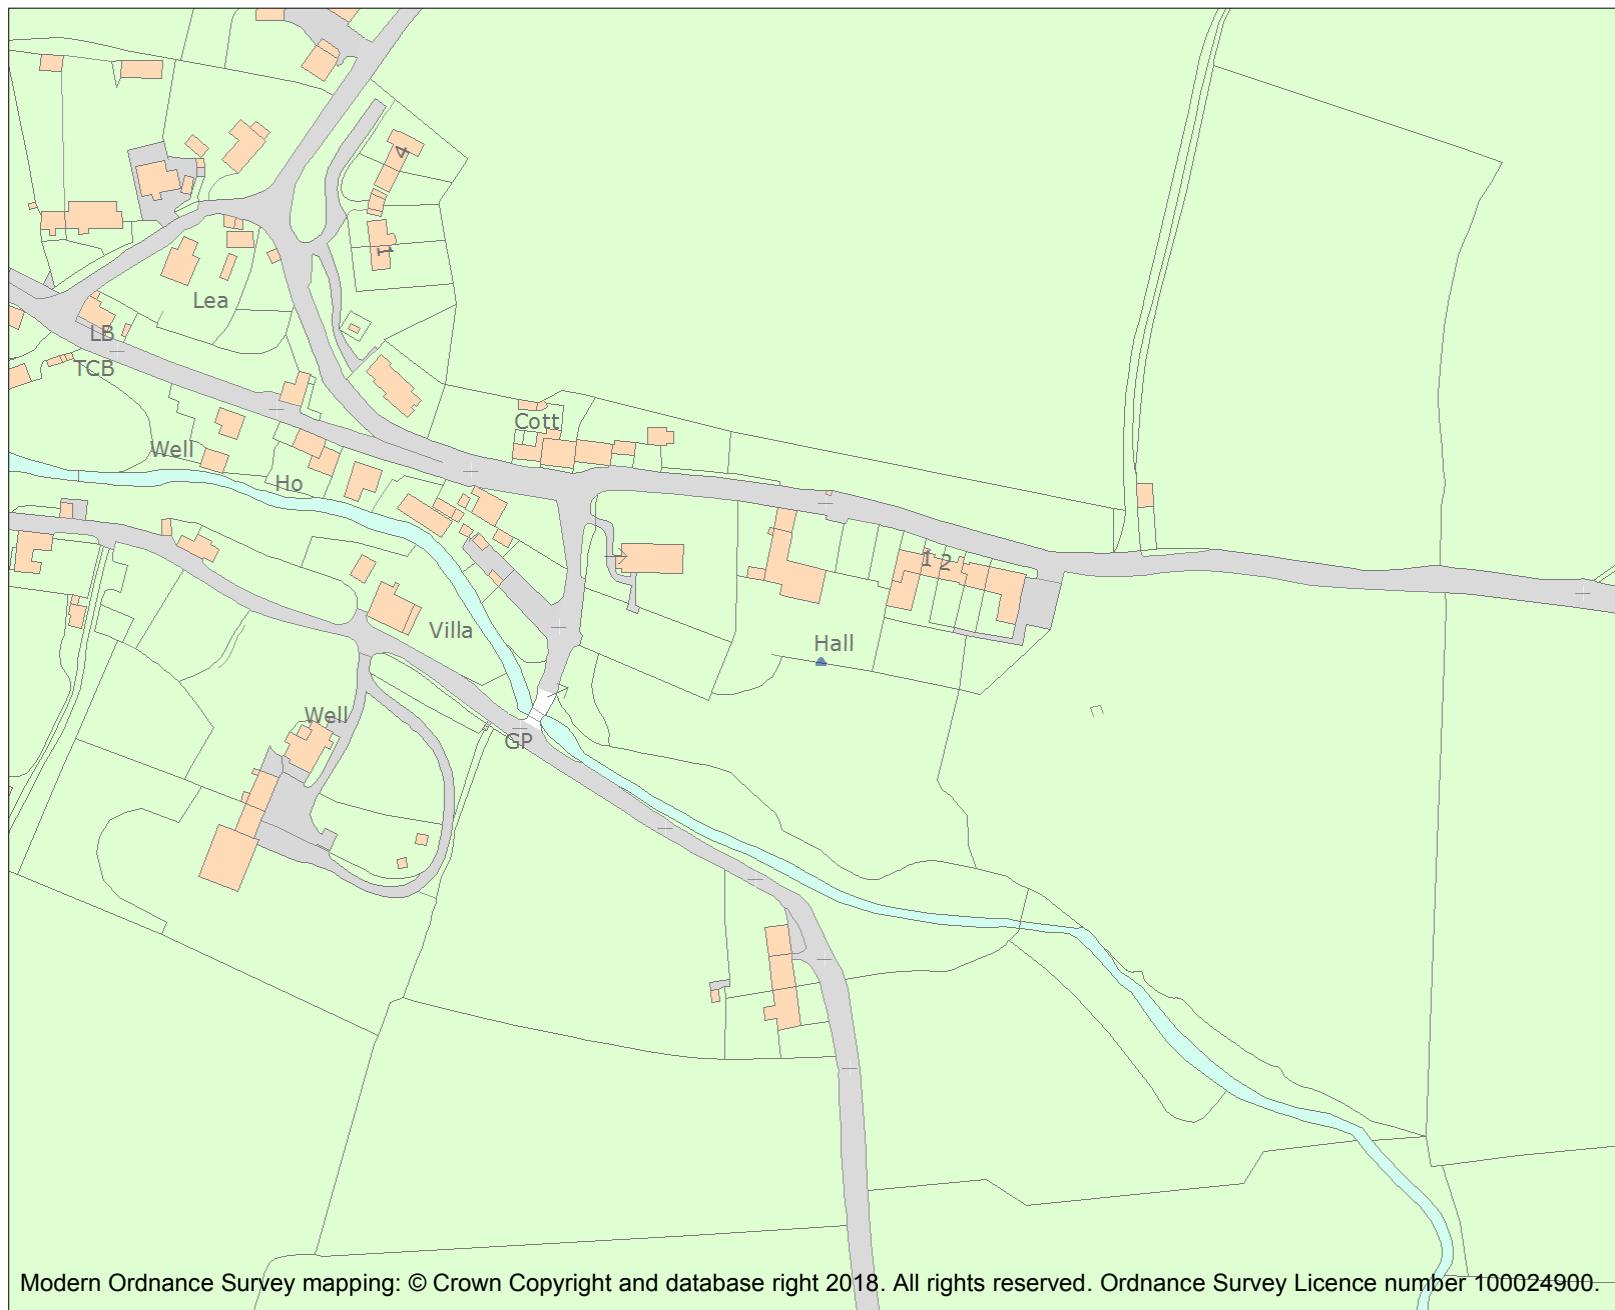 4
1
Lea
LB
TCB
Cott
Well
Ho
1 2
Villa
Hall
Well
GP
Modern Ordnance Survey mapping: © Crown Copyright and database right 2018. All rights reserved. Ordnance Survey Licence number 100024900.